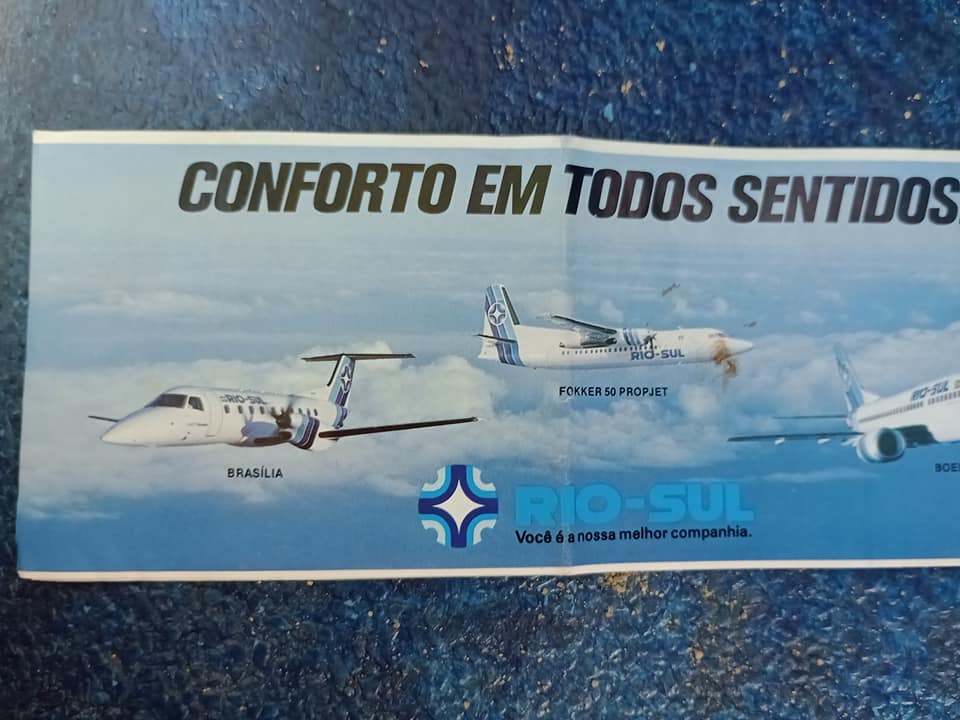 CONFORTO EM TODOS SENTIDOS.
RIO-SUL
FOKKER 50 PROPJET
RIO-SUL
BRASÍLIA
RIO-SUL
BOE
RIO-SUL
Você é a nossa melhor companhia.